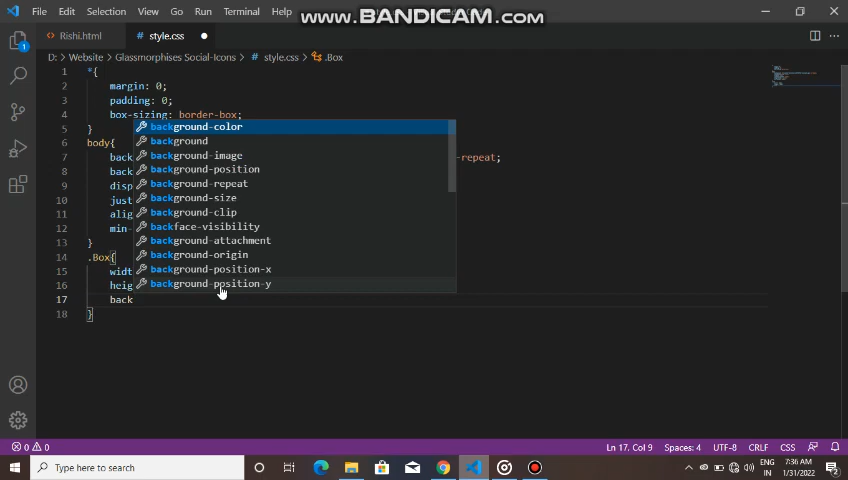 File Edit Selection View Go Run Terminal Help
WWW.BANDICAM.COM
Rishi.html # style.css
D: > Website > Glassmorphises Social-Icons > # style.css > .Box
1 *{
2 margin: 0;
3 padding: 0;
4 box-sizing: border-box;
5 }
background-color
6 body{
background
7 back
-repeat;
background-image
8 back
background-position
9 disp
background-repeat
10 just
background-size
11 alig
background-clip
12 min-
backface-visibility
13 }
background-attachment
14 .Box{
background-origin
15 widt
background-position-x
16 heig
background-position-y
17 back
18 }
0 0 Ln 17, Col 9 Spaces: 4 UTF-8 CRLF CSS
Type here to search
ENG
IN
7:36 AM
1/31/2022
2
1